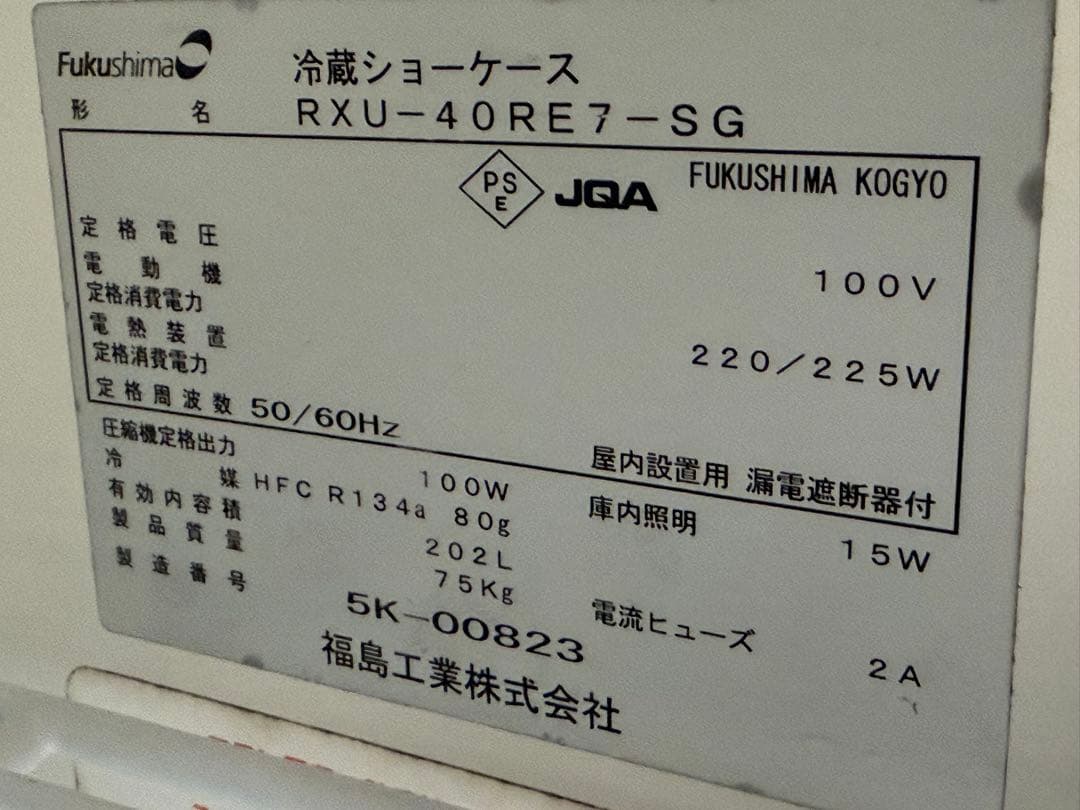 Fukushima
冷蔵ショーケース
形名 RXU-40RE7-SG
PS E JQA FUKUSHIMA KOGYO
定格電圧 100V
電動機
定格消費電力 220/225W
電熱装置
定格消費電力
定格周波数 50/60Hz
屋内設置用 漏電遮断器付
圧縮機定格出力 100W
庫内照明 15W
冷媒 HFC R134a 80g
有効内容積 202L
製品質量 75Kg
電流ヒューズ 2A
製造番号 5K-00823
福島工業株式会社